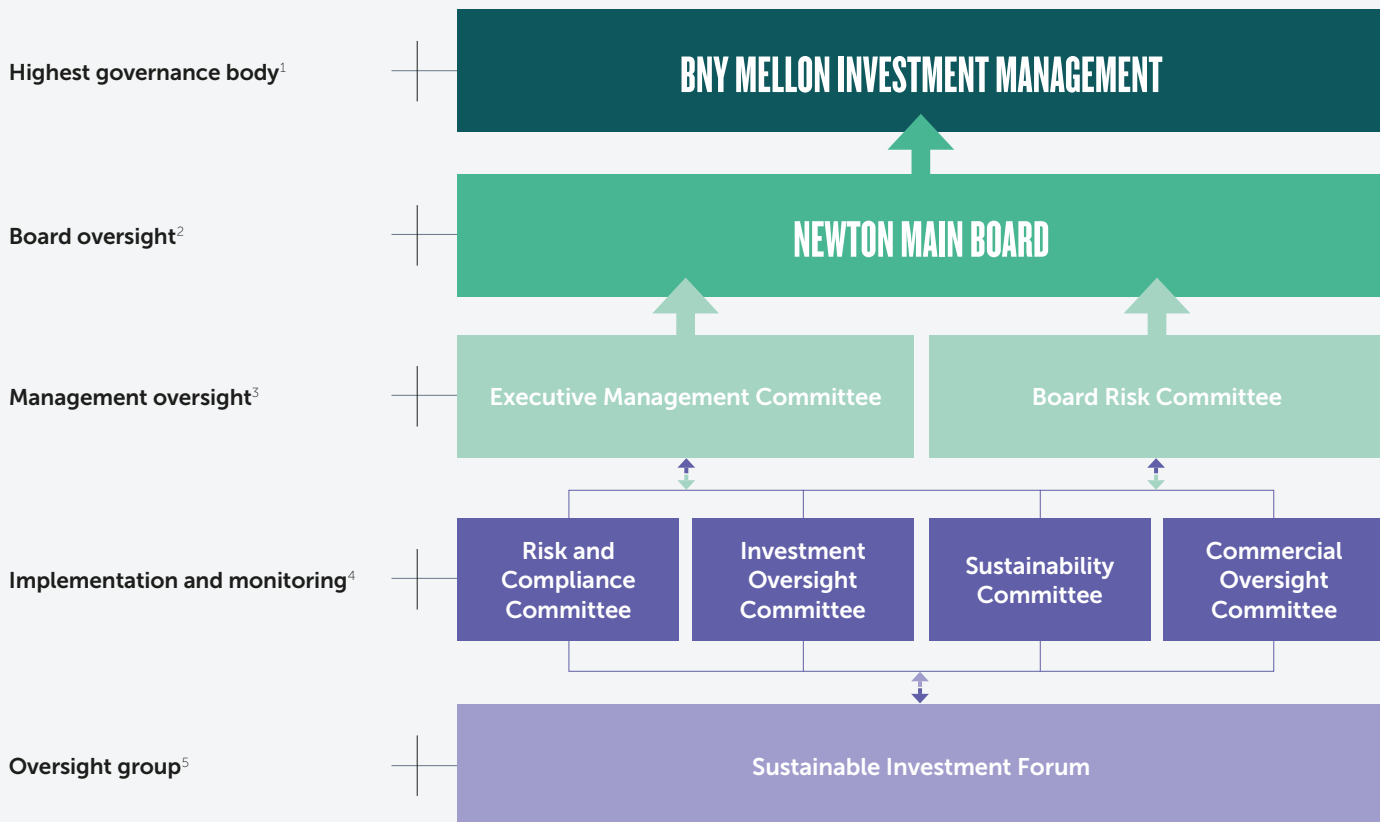 Highest governance body1
BNY MELLON INVESTMENT MANAGEMENT
Board oversight2
NEWTON MAIN BOARD
Management oversight3
Executive Management Committee
Board Risk Committee
Implementation and monitoring4
Risk and
Compliance
Committee
Investment
Oversight
Committee
Sustainability
Committee
Commercial
Oversight
Committee
Oversight group5
Sustainable Investment Forum